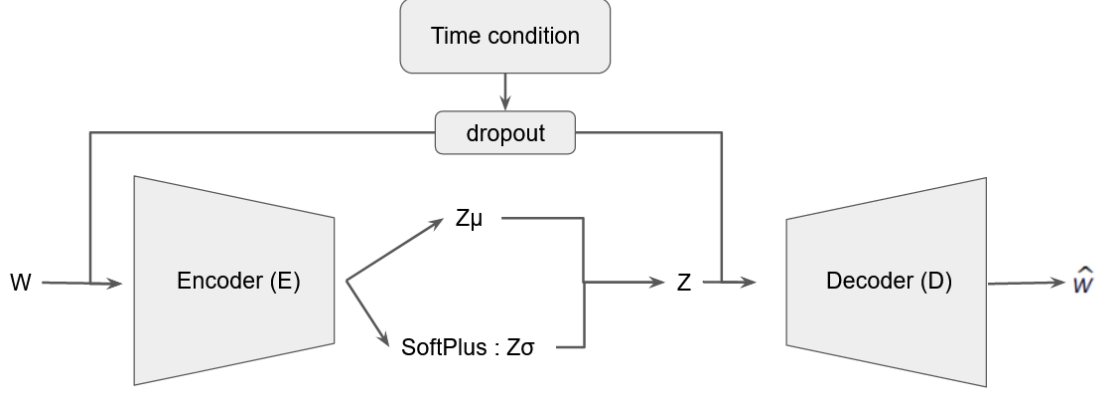 Time condition
dropout
Zμ
W
Encoder (E)
Z
Decoder (D)
ŵ
SoftPlus : Zσ